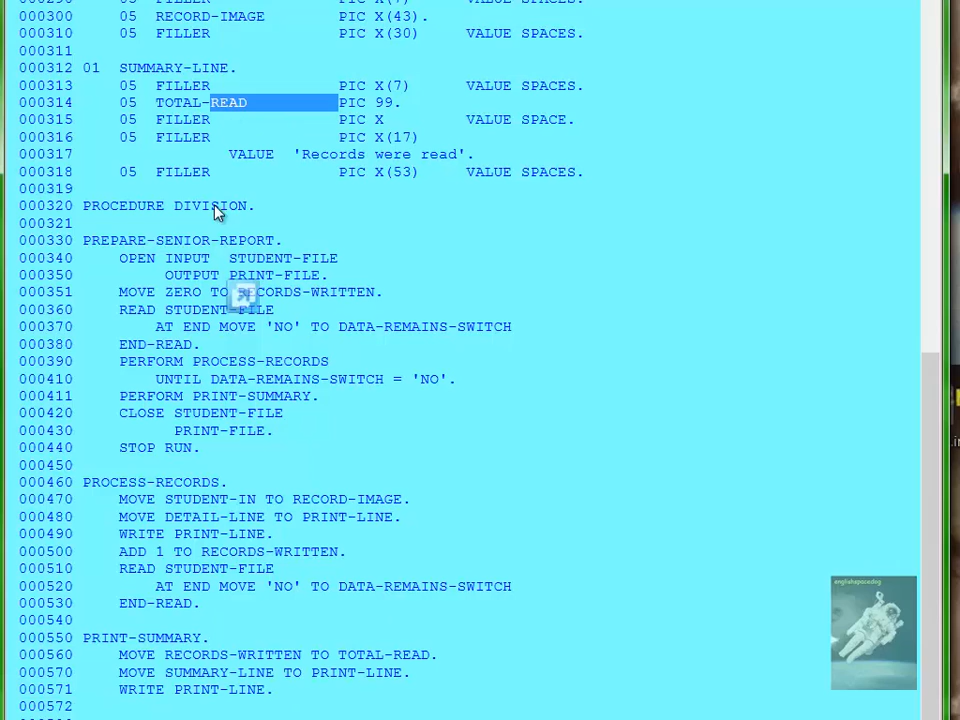 000300     05  RECORD-IMAGE        PIC X(43).
000310     05  FILLER              PIC X(30)     VALUE SPACES.
000311
000312 01  SUMMARY-LINE.
000313     05  FILLER              PIC X(7)      VALUE SPACES.
000314     05  TOTAL-READ          PIC 99.
000315     05  FILLER              PIC X         VALUE SPACE.
000316     05  FILLER              PIC X(17)
000317                 VALUE  'Records were read'.
000318     05  FILLER              PIC X(53)     VALUE SPACES.
000319
000320 PROCEDURE DIVISION.
000321
000330 PREPARE-SENIOR-REPORT.
000340     OPEN INPUT  STUDENT-FILE
000350          OUTPUT PRINT-FILE.
000351     MOVE ZERO TO RECORDS-WRITTEN.
000360     READ STUDENT-FILE
000370         AT END MOVE 'NO' TO DATA-REMAINS-SWITCH
000380     END-READ.
000390     PERFORM PROCESS-RECORDS
000410         UNTIL DATA-REMAINS-SWITCH = 'NO'.
000411     PERFORM PRINT-SUMMARY.
000420     CLOSE STUDENT-FILE
000430           PRINT-FILE.
000440     STOP RUN.
000450
000460 PROCESS-RECORDS.
000470     MOVE STUDENT-IN TO RECORD-IMAGE.
000480     MOVE DETAIL-LINE TO PRINT-LINE.
000490     WRITE PRINT-LINE.
000500     ADD 1 TO RECORDS-WRITTEN.
000510     READ STUDENT-FILE
000520         AT END MOVE 'NO' TO DATA-REMAINS-SWITCH
000530     END-READ.
000540
000550 PRINT-SUMMARY.
000560     MOVE RECORDS-WRITTEN TO TOTAL-READ.
000570     MOVE SUMMARY-LINE TO PRINT-LINE.
000571     WRITE PRINT-LINE.
000572
englishspacedog